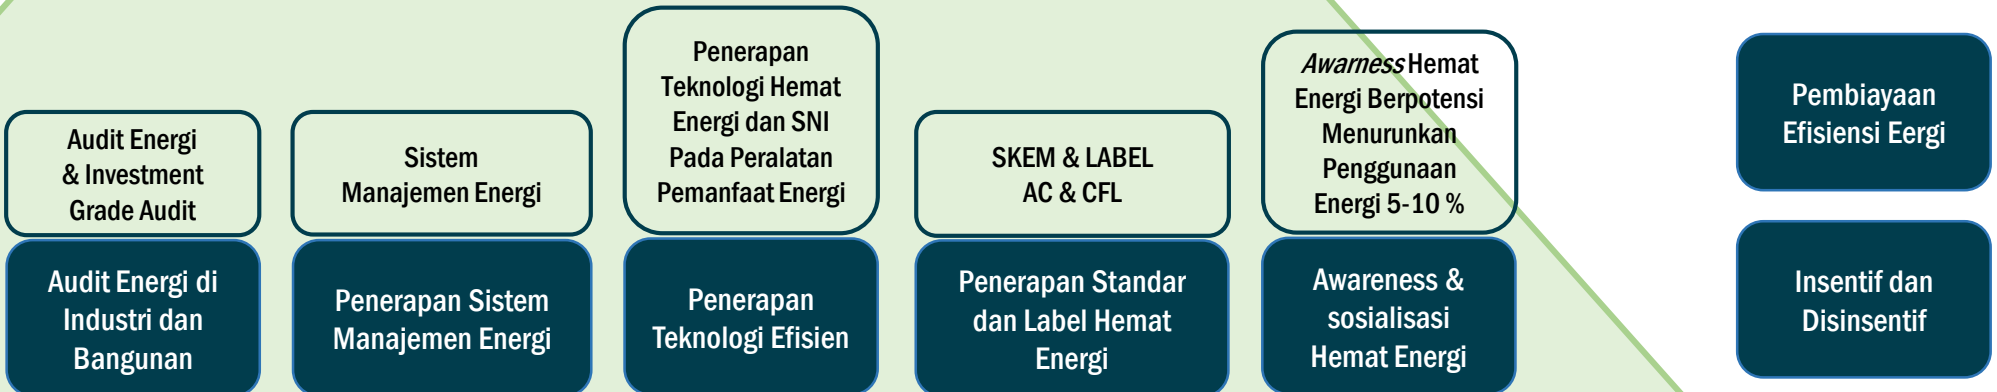 Audit Energi
& Investment
Grade Audit
Audit Energi di
Industri dan
Bangunan
Sistem
Manajemen Energi
Penerapan Sistem
Manajemen Energi
Penerapan
Teknologi Hemat
Energi dan SNI
Pada Peralatan
Pemanfaat Energi
Penerapan
Teknologi Efisien
SKEM & LABEL
AC & CFL
Penerapan Standar
dan Label Hemat
Energi
Awarness Hemat
Energi Berpotensi
Menurunkan
Penggunaan
Energi 5-10 %
Awareness &
sosialisasi
Hemat Energi
Pembiayaan
Efisiensi Eergi
Insentif dan
Disinsentif